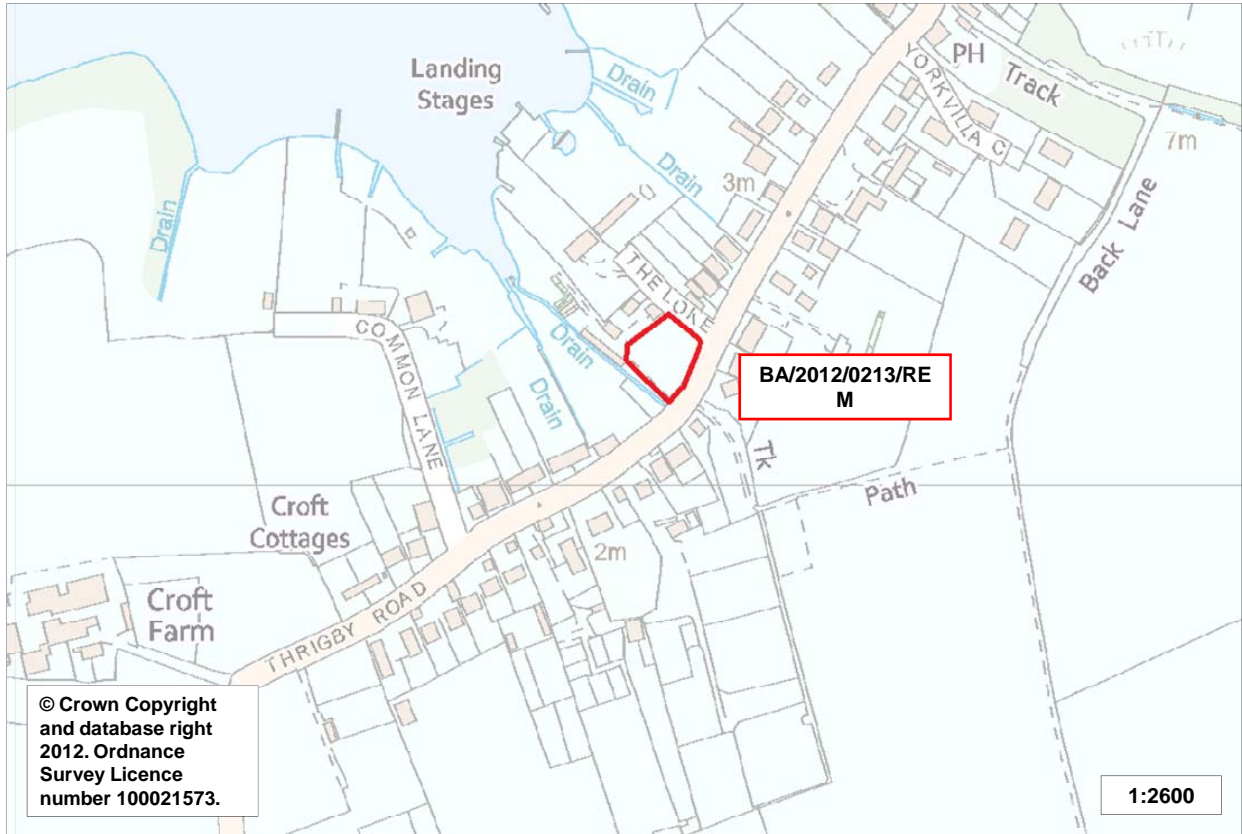 Landing
Stages
Drain
PH
Track
YORKVILLA C
7m
Drain
3m
Drain
Back Lane
THE LOKE
COMMON LANE
Drain
Drain
BA/2012/0213/RE
M
Tk
Path
Croft
Cottages
2m
Croft
Farm
THRIGBY ROAD
© Crown Copyright
and database right
2012. Ordnance
Survey Licence
number 100021573.
1:2600